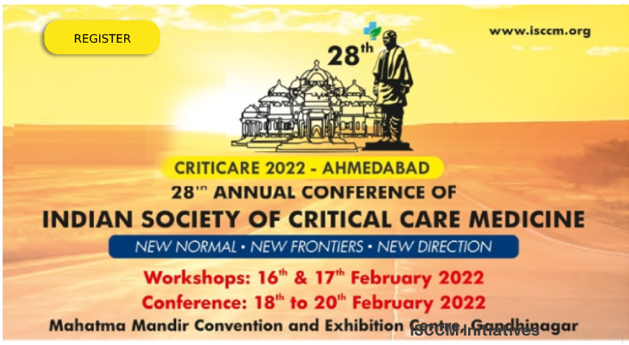 REGISTER
www.isccm.org
28th
CRITICARE 2022 - AHMEDABAD
28th ANNUAL CONFERENCE OF
INDIAN SOCIETY OF CRITICAL CARE MEDICINE
NEW NORMAL • NEW FRONTIERS • NEW DIRECTION
Workshops: 16th & 17th February 2022
Conference: 18th to 20th February 2022
Mahatma Mandir Convention and Exhibition Centre, Gandhinagar
ISCCM Initiatives